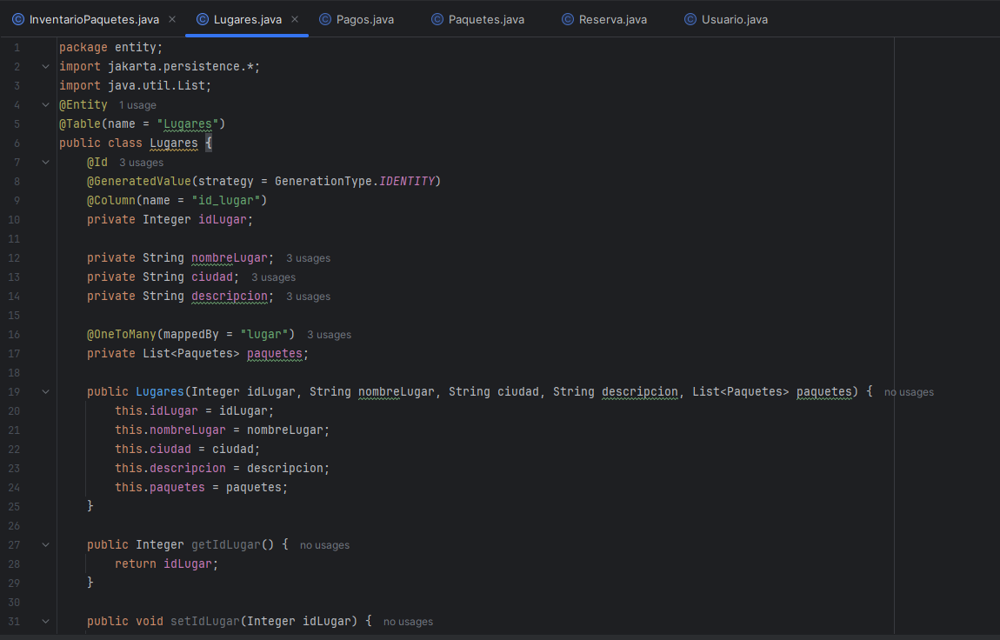 InventarioPaquetes.java Lugares.java Pagos.java Paquetes.java Reserva.java Usuario.java
1 package entity;
2 import jakarta.persistence.*;
3 import java.util.List;
4 @Entity 1 usage
5 @Table(name = "Lugares")
6 public class Lugares {
7 @Id 3 usages
8 @GeneratedValue(strategy = GenerationType.IDENTITY)
9 @Column(name = "id_lugar")
10 private Integer idLugar;
11
12 private String nombreLugar; 3 usages
13 private String ciudad; 3 usages
14 private String descripcion; 3 usages
15
16 @OneToMany(mappedBy = "lugar") 3 usages
17 private List<Paquetes> paquetes;
18
19 public Lugares(Integer idLugar, String nombreLugar, String ciudad, String descripcion, List<Paquetes> paquetes) { no usages
20 this.idLugar = idLugar;
21 this.nombreLugar = nombreLugar;
22 this.ciudad = ciudad;
23 this.descripcion = descripcion;
24 this.paquetes = paquetes;
25 }
26
27 public Integer getIdLugar() { no usages
28 return idLugar;
29 }
30
31 public void setIdLugar(Integer idLugar) { no usages